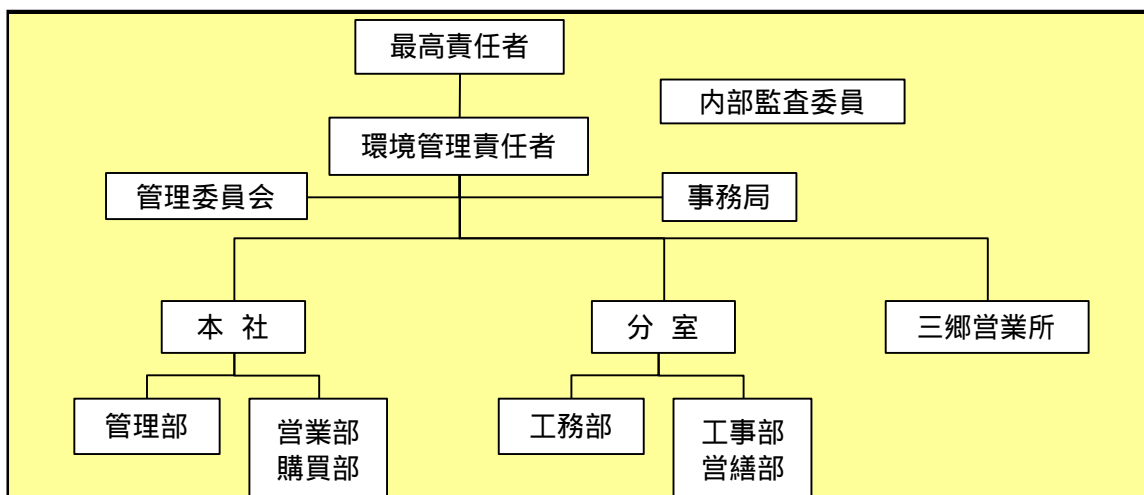 最高責任者
内部監査委員
環境管理責任者
管理委員会
事務局
本 社
分 室
三郷営業所
管理部
営業部
購買部
工務部
工事部
営繕部